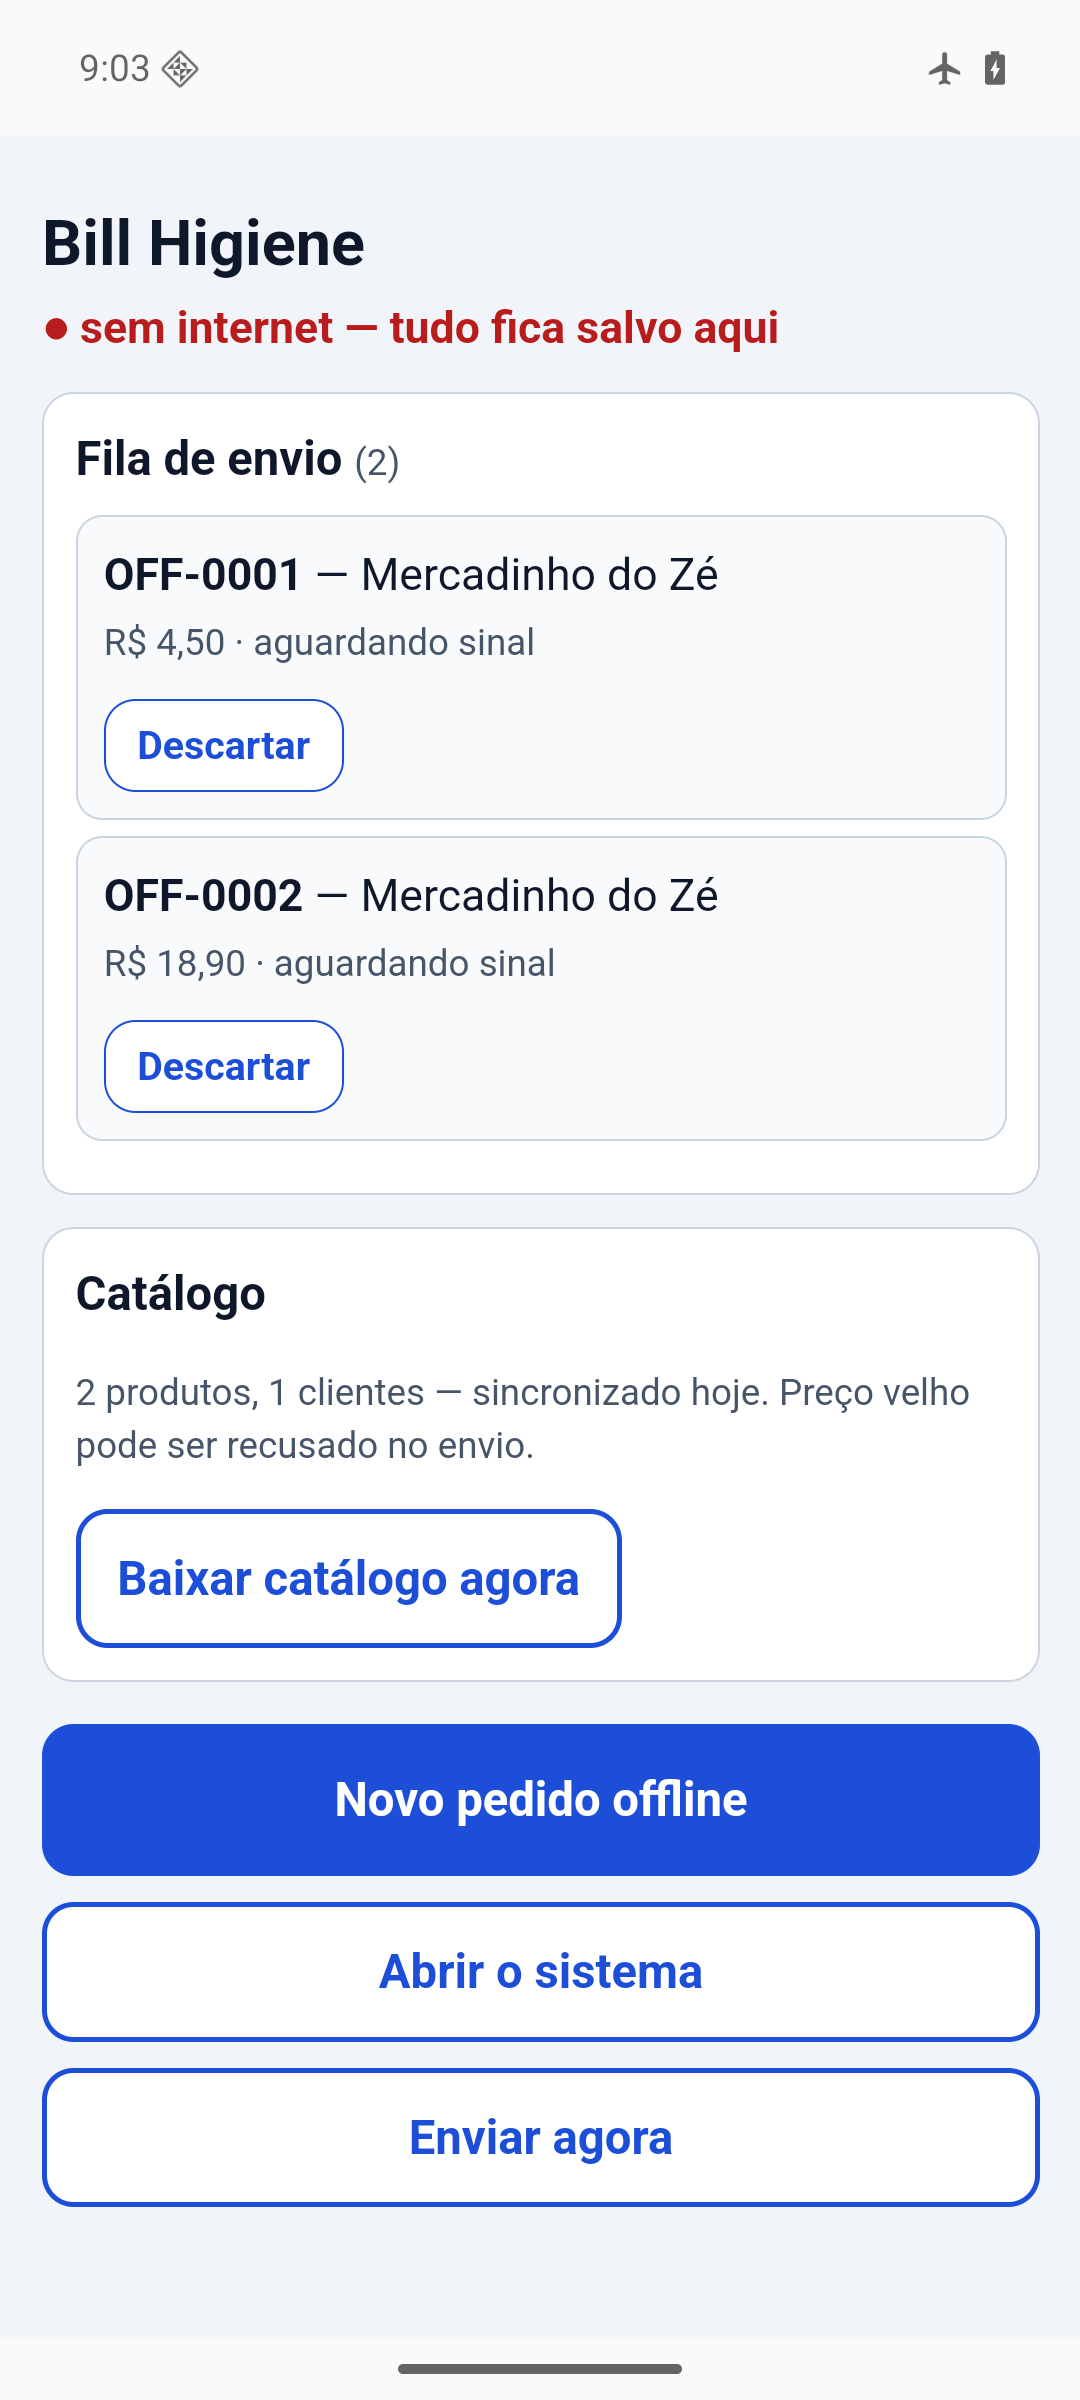 9:03
Bill Higiene
● sem internet — tudo fica salvo aqui
Fila de envio (2)
OFF-0001 — Mercadinho do Zé
R$ 4,50 · aguardando sinal
Descartar
OFF-0002 — Mercadinho do Zé
R$ 18,90 · aguardando sinal
Descartar
Catálogo
2 produtos, 1 clientes — sincronizado hoje. Preço velho
pode ser recusado no envio.
Baixar catálogo agora
Novo pedido offline
Abrir o sistema
Enviar agora